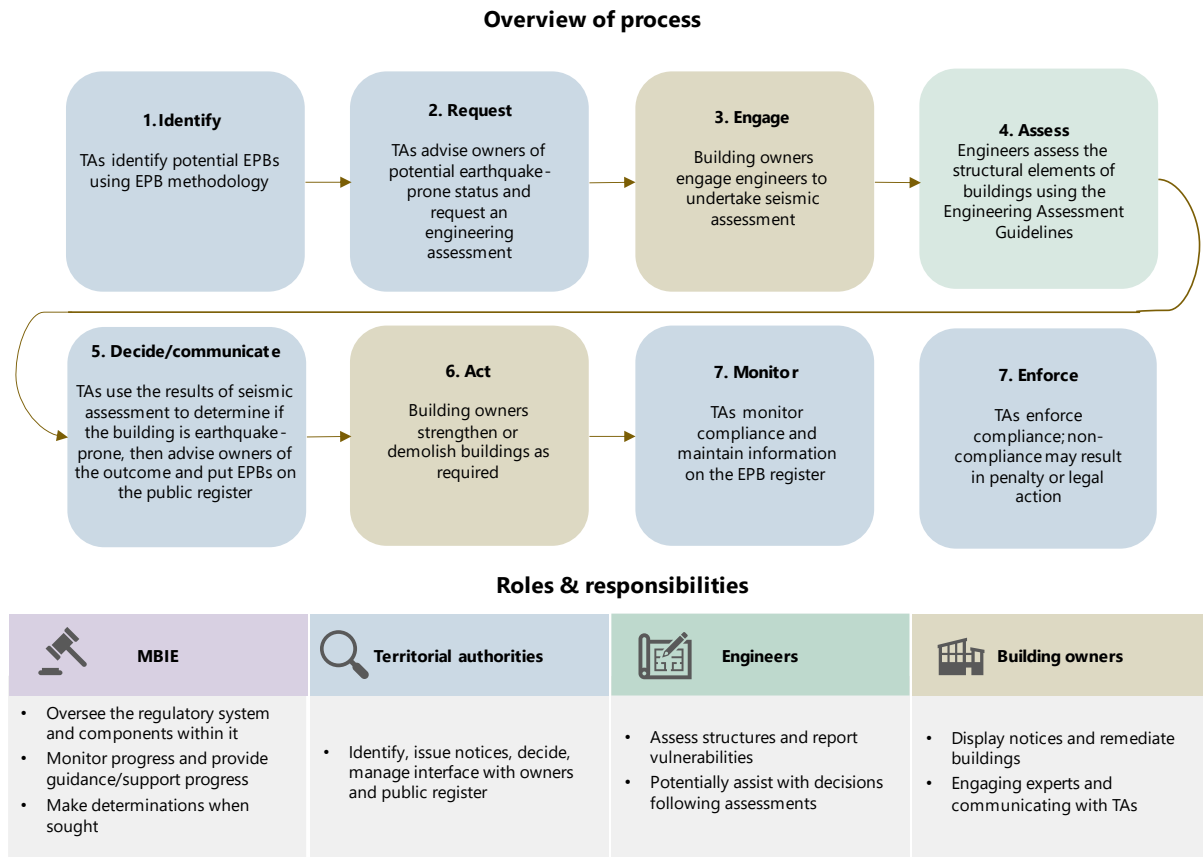 Overview of process
1. Identify
TAs identify potential EPBs
using EPB methodology
2. Request
TAs advise owners of
potential earthquake-
prone status and
request an
engineering
assessment
3. Engage
Building owners
engage engineers to
undertake seismic
assessment
4. Assess
Engineers assess the
structural elements of
buildings using the
Engineering Assessment
Guidelines
5. Decide/communicate
TAs use the results of seismic
assessment to determine if
the building is earthquake-
prone, then advise owners of
the outcome and put EPBs on
the public register
6. Act
Building owners
strengthen or
demolish buildings as
required
7. Monitor
TAs monitor
compliance and
maintain information
on the EPB register
7. Enforce
TAs enforce
compliance; non-
compliance may result
in penalty or legal
action
Roles & responsibilities
MBIE
• Oversee the regulatory system
and components within it
• Monitor progress and provide
guidance/support progress
• Make determinations when
sought
Territorial authorities
• Identify, issue notices, decide,
manage interface with owners
and public register
Engineers
• Assess structures and report
vulnerabilities
• Potentially assist with decisions
following assessments
Building owners
• Display notices and remediate
buildings
• Engaging experts and
communicating with TAs